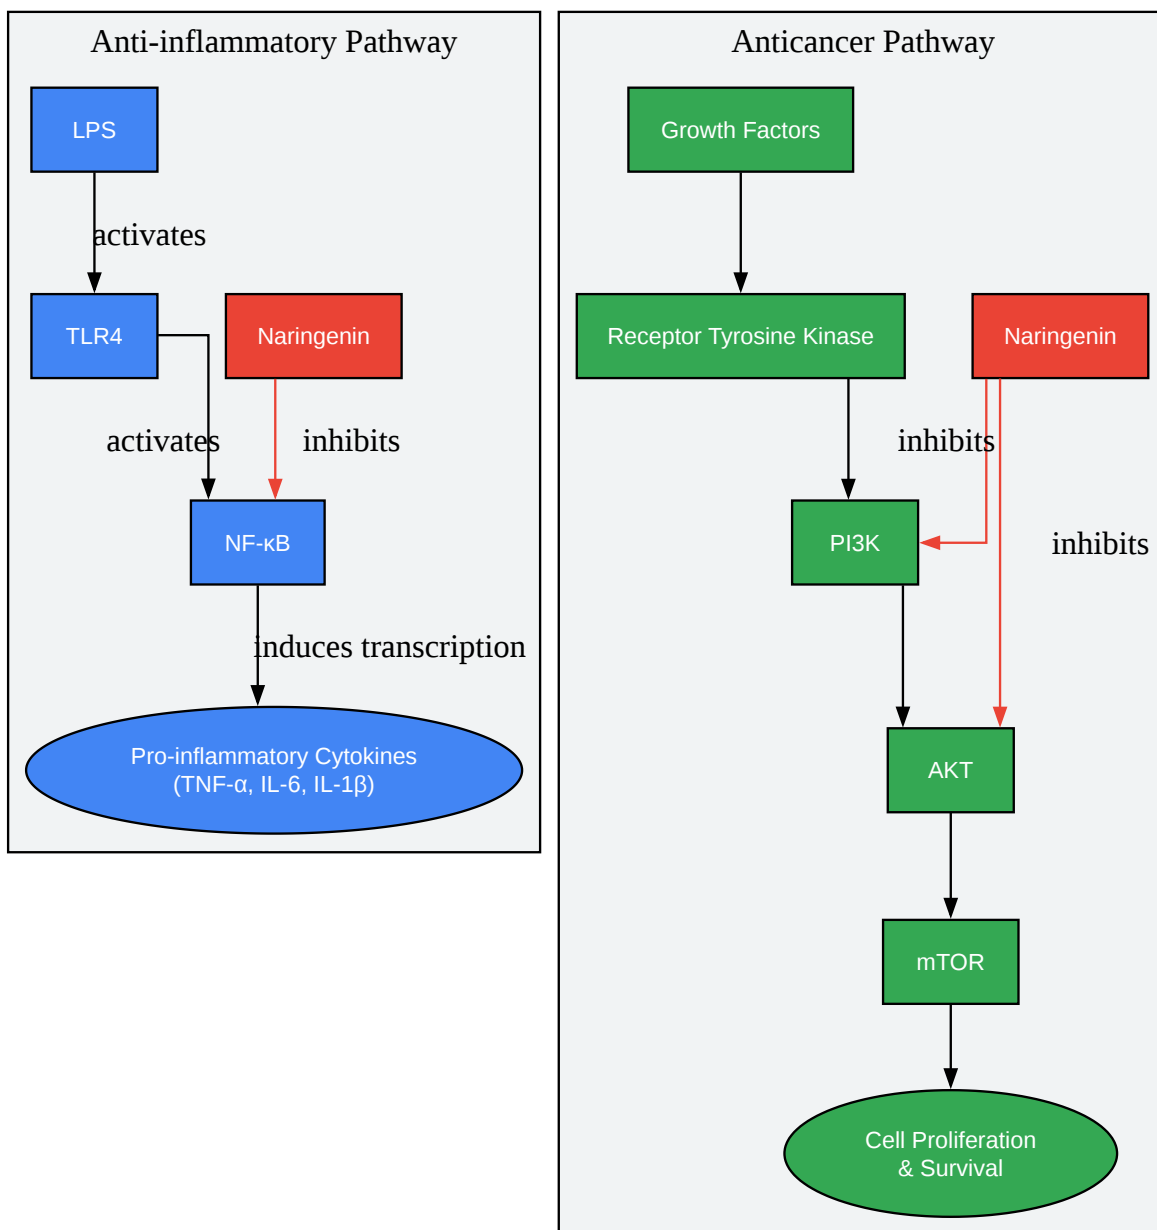 Anti-inflammatory Pathway
LPS
activates
TLR4
Naringenin
activates
inhibits
NF-κB
induces transcription
Pro-inflammatory Cytokines
(TNF-α, IL-6, IL-1β)
Anticancer Pathway
Growth Factors
Receptor Tyrosine Kinase
Naringenin
inhibits
PI3K
inhibits
AKT
mTOR
Cell Proliferation
& Survival